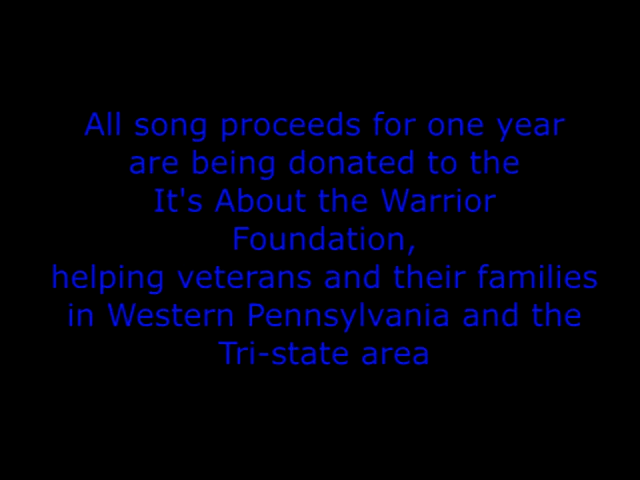 All song proceeds for one year
are being donated to the
It's About the Warrior
Foundation,
helping veterans and their families
in Western Pennsylvania and the
Tri-state area